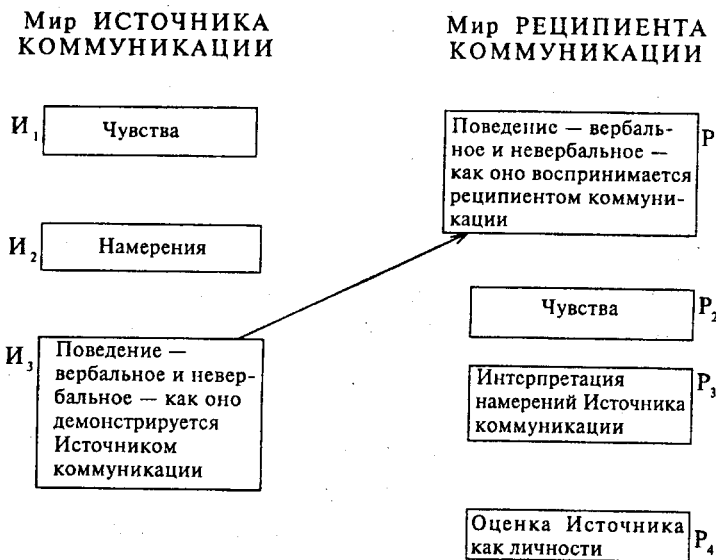 Мир ИСТОЧНИКА
КОММУНИКАЦИИ
И₁
Чувства
И₂
Намерения
И₃
Поведение —
вербальное и невер-
бальное — как оно
демонстрируется
Источником
коммуникации
Мир РЕЦИПИЕНТА
КОММУНИКАЦИИ
Поведение — вербаль-
ное и невербальное —
как оно воспринимается
реципиентом коммуни-
кации
Р
Чувства
Р₂
Интерпретация
намерений Источника
коммуникации
Р₃
Оценка Источника
как личности
Р₄